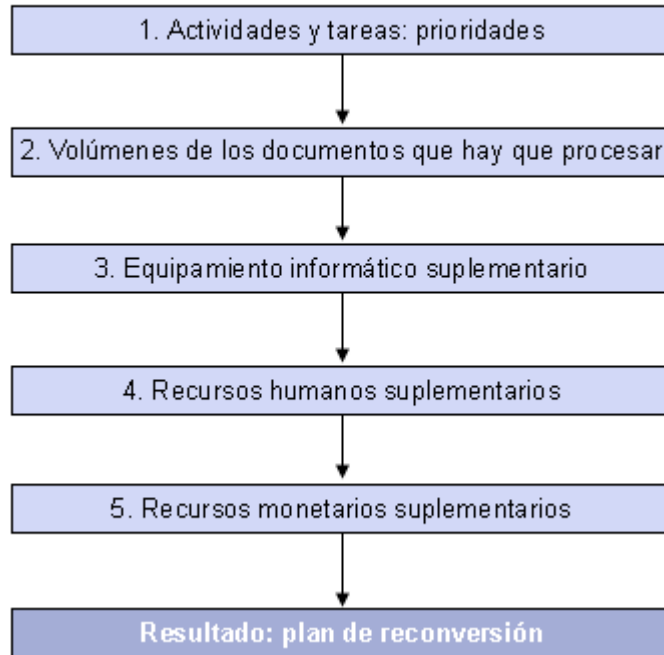 1. Actividades y tareas: prioridades
2. Volúmenes de los documentos que hay que procesar
3. Equipamiento informático suplementario
4. Recursos humanos suplementarios
5. Recursos monetarios suplementarios
Resultado: plan de reconversión